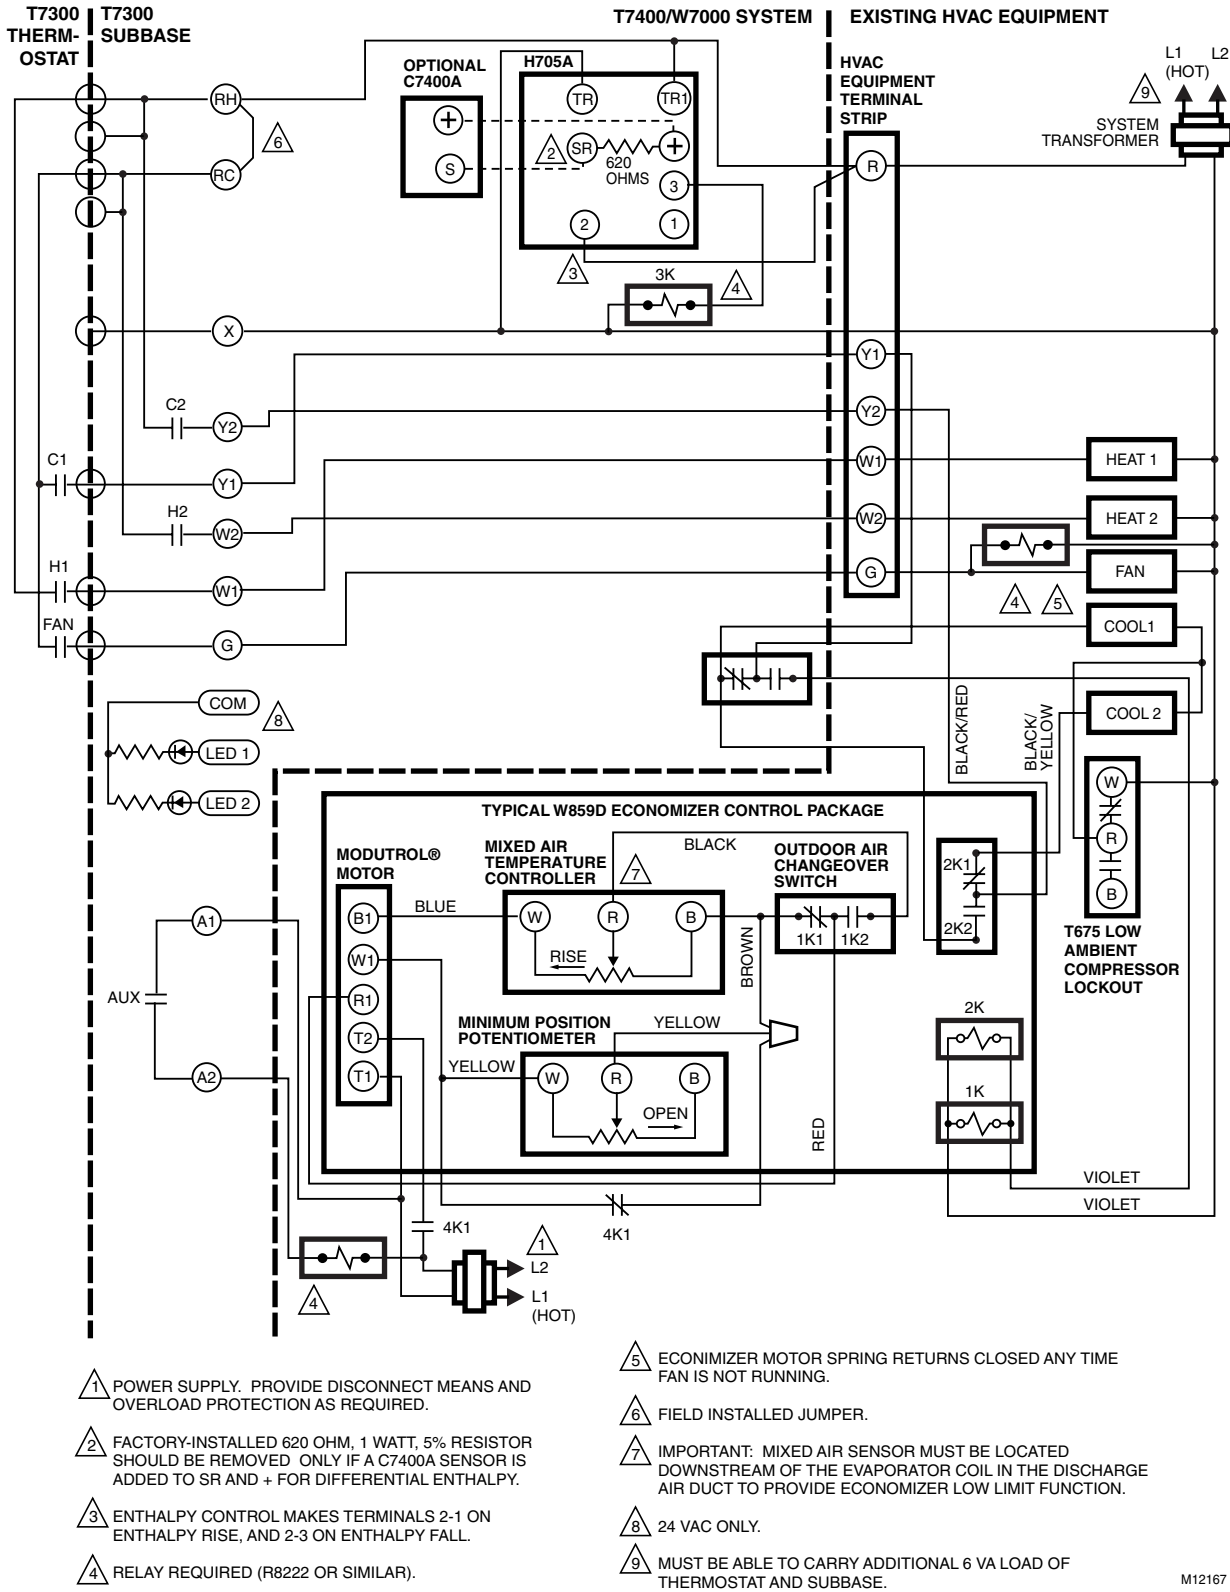 T7300
THERM-
OSTAT
T7300
SUBBASE
T7400/W7000 SYSTEM
EXISTING HVAC EQUIPMENT
OPTIONAL
C7400A
H705A
HVAC
EQUIPMENT
TERMINAL
STRIP
L1
(HOT)
L2
9
SYSTEM
TRANSFORMER
RH
6
RC
+
S
TR
TR1
2
SR
+
620
OHMS
3
2
1
3
R
3K
4
X
Y1
C2
Y2
Y2
C1
Y1
W1
HEAT 1
H2
W2
W2
HEAT 2
H1
W1
G
FAN
4
5
FAN
G
COOL1
COM
8
LED 1
LED 2
BLACK/RED
BLACK/
YELLOW
COOL 2
W
R
B
T675 LOW
AMBIENT
COMPRESSOR
LOCKOUT
TYPICAL W859D ECONOMIZER CONTROL PACKAGE
MODUTROL®
MOTOR
MIXED AIR
TEMPERATURE
CONTROLLER
7
BLACK
OUTDOOR AIR
CHANGEOVER
SWITCH
2K1
2K2
B1
BLUE
W
R
B
1K1
1K2
RISE
BROWN
W1
R1
T2
T1
A1
AUX
A2
MINIMUM POSITION
POTENTIOMETER
YELLOW
YELLOW
W
R
B
OPEN
RED
2K
1K
VIOLET
VIOLET
4K1
4K1
1
L2
L1
(HOT)
4
1 POWER SUPPLY. PROVIDE DISCONNECT MEANS AND
OVERLOAD PROTECTION AS REQUIRED.
2 FACTORY-INSTALLED 620 OHM, 1 WATT, 5% RESISTOR
SHOULD BE REMOVED ONLY IF A C7400A SENSOR IS
ADDED TO SR AND + FOR DIFFERENTIAL ENTHALPY.
3 ENTHALPY CONTROL MAKES TERMINALS 2-1 ON
ENTHALPY RISE, AND 2-3 ON ENTHALPY FALL.
4 RELAY REQUIRED (R8222 OR SIMILAR).
5 ECONIMIZER MOTOR SPRING RETURNS CLOSED ANY TIME
FAN IS NOT RUNNING.
6 FIELD INSTALLED JUMPER.
7 IMPORTANT: MIXED AIR SENSOR MUST BE LOCATED
DOWNSTREAM OF THE EVAPORATOR COIL IN THE DISCHARGE
AIR DUCT TO PROVIDE ECONOMIZER LOW LIMIT FUNCTION.
8 24 VAC ONLY.
9 MUST BE ABLE TO CARRY ADDITIONAL 6 VA LOAD OF
THERMOSTAT AND SUBBASE.
M12167